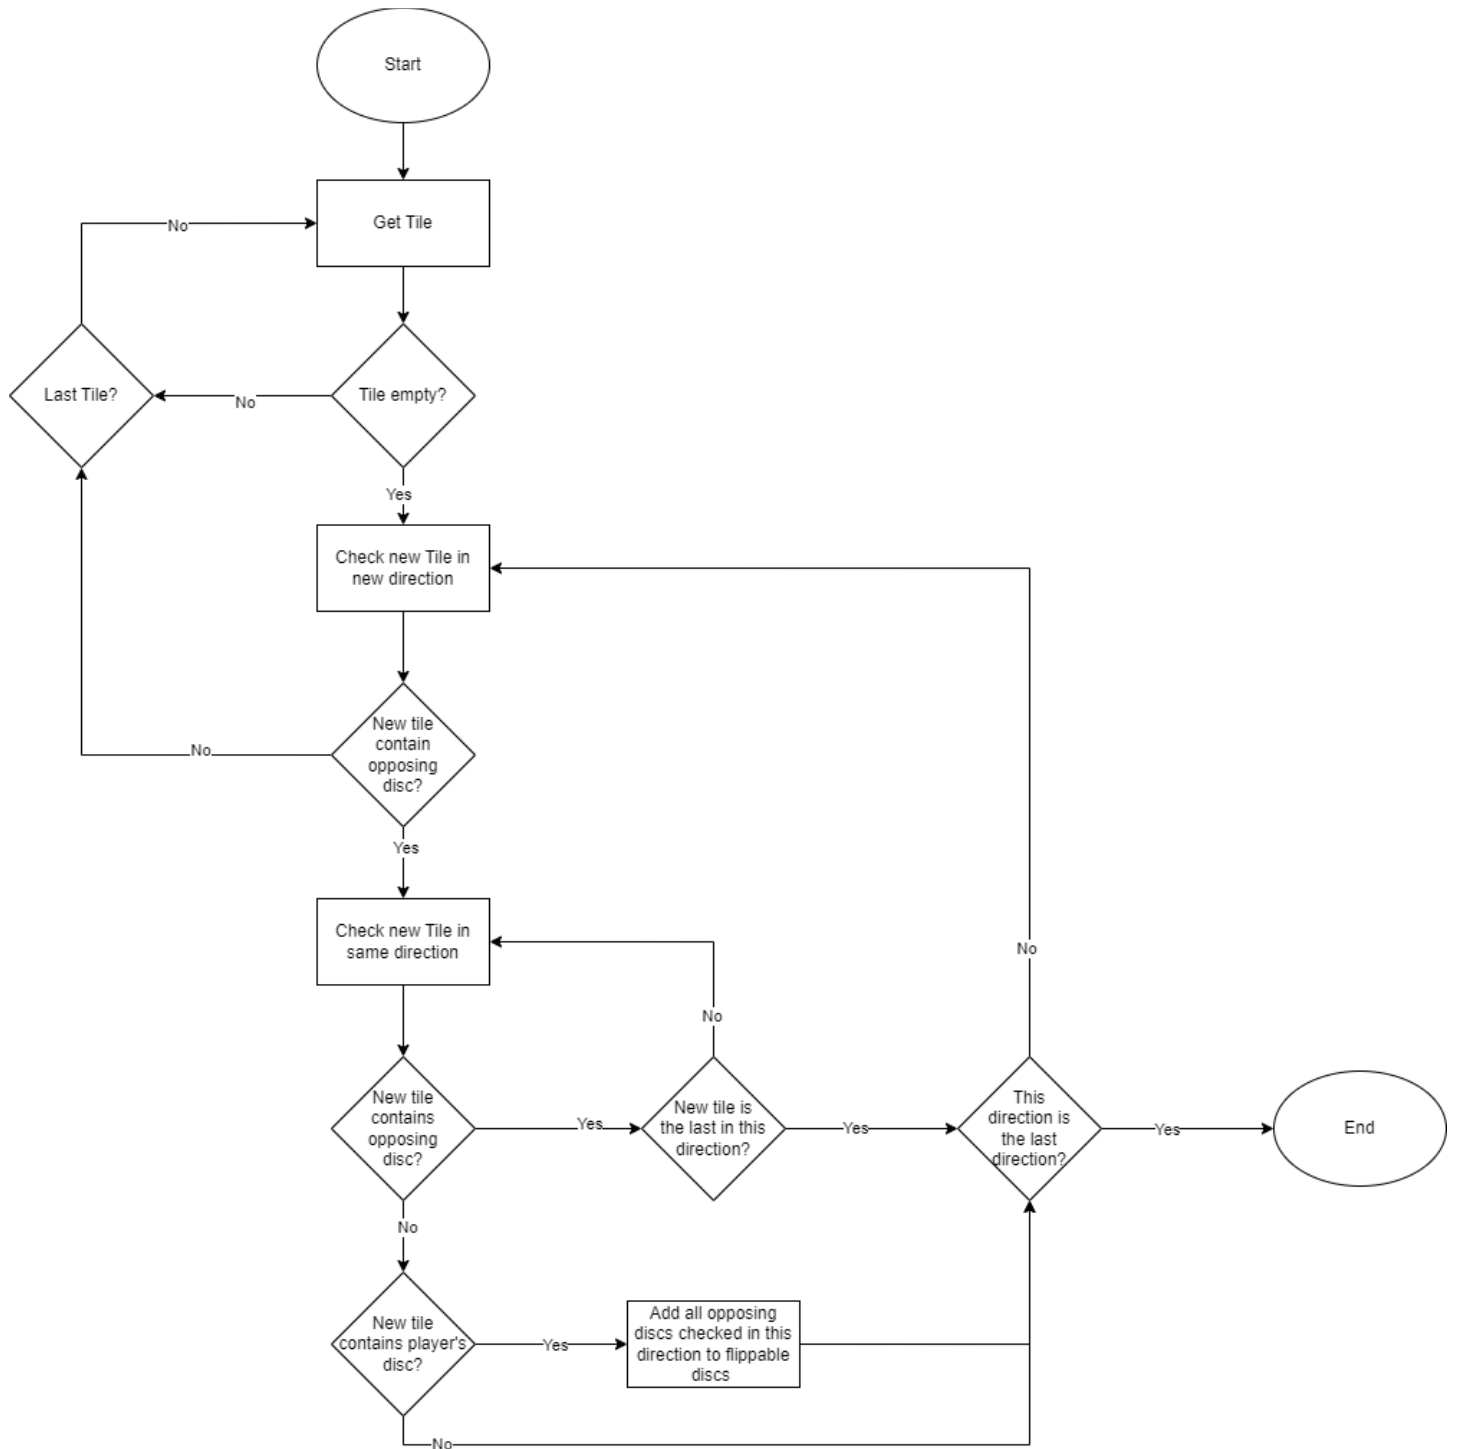 Start
Get Tile
No
Last Tile?
No
Tile empty?
Yes
Check new Tile in
new direction
New tile
contain
opposing
disc?
No
Yes
Check new Tile in
same direction
No
No
New tile
contains
opposing
disc?
Yes
New tile is
the last in this
direction?
Yes
This
direction is
the last
direction?
Yes
End
No
New tile
contains player's
disc?
Yes
Add all opposing
discs checked in this
direction to flippable
discs
No